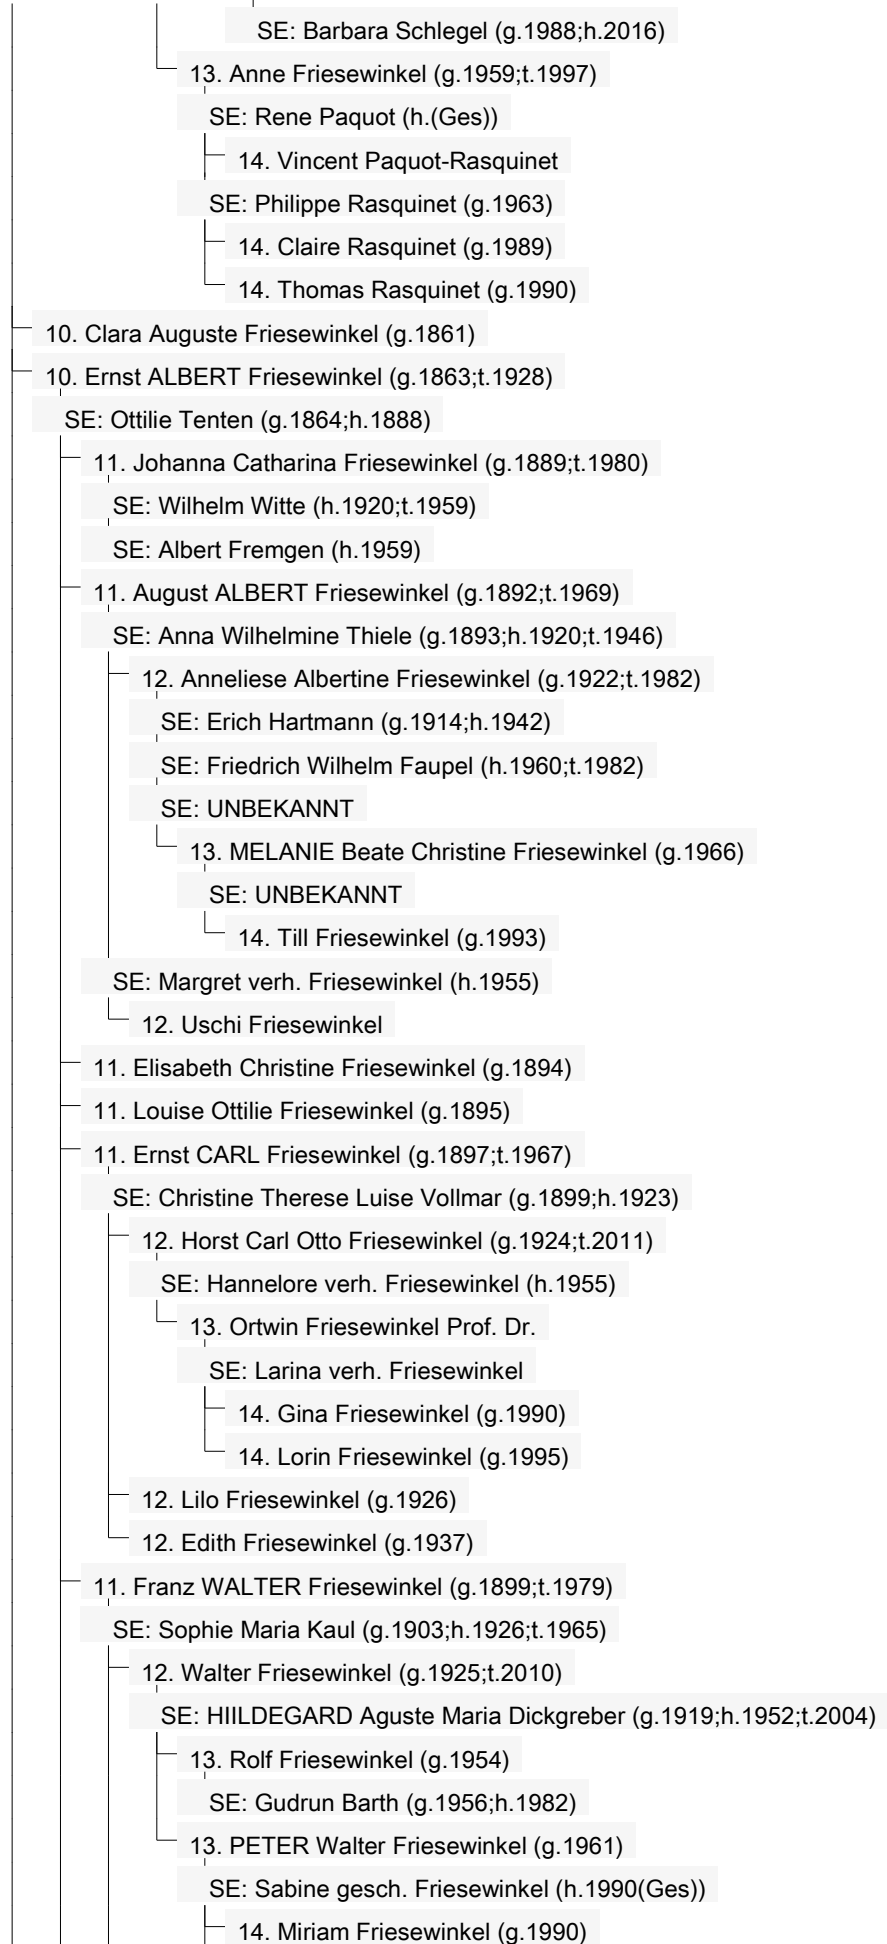 SE: Barbara Schlegel (g.1988;h.2016)
13. Anne Friesewinkel (g.1959;t.1997)
SE: Rene Paquot (h.(Ges))
14. Vincent Paquot-Rasquinet
SE: Philippe Rasquinet (g.1963)
14. Claire Rasquinet (g.1989)
14. Thomas Rasquinet (g.1990)
10. Clara Auguste Friesewinkel (g.1861)
10. Ernst ALBERT Friesewinkel (g.1863;t.1928)
SE: Ottilie Tenten (g.1864;h.1888)
11. Johanna Catharina Friesewinkel (g.1889;t.1980)
SE: Wilhelm Witte (h.1920;t.1959)
SE: Albert Fremgen (h.1959)
11. August ALBERT Friesewinkel (g.1892;t.1969)
SE: Anna Wilhelmine Thiele (g.1893;h.1920;t.1946)
12. Anneliese Albertine Friesewinkel (g.1922;t.1982)
SE: Erich Hartmann (g.1914;h.1942)
SE: Friedrich Wilhelm Faupel (h.1960;t.1982)
SE: UNBEKANNT
13. MELANIE Beate Christine Friesewinkel (g.1966)
SE: UNBEKANNT
14. Till Friesewinkel (g.1993)
SE: Margret verh. Friesewinkel (h.1955)
12. Uschi Friesewinkel
11. Elisabeth Christine Friesewinkel (g.1894)
11. Louise Ottilie Friesewinkel (g.1895)
11. Ernst CARL Friesewinkel (g.1897;t.1967)
SE: Christine Therese Luise Vollmar (g.1899;h.1923)
12. Horst Carl Otto Friesewinkel (g.1924;t.2011)
SE: Hannelore verh. Friesewinkel (h.1955)
13. Ortwin Friesewinkel Prof. Dr.
SE: Larina verh. Friesewinkel
14. Gina Friesewinkel (g.1990)
14. Lorin Friesewinkel (g.1995)
12. Lilo Friesewinkel (g.1926)
12. Edith Friesewinkel (g.1937)
11. Franz WALTER Friesewinkel (g.1899;t.1979)
SE: Sophie Maria Kaul (g.1903;h.1926;t.1965)
12. Walter Friesewinkel (g.1925;t.2010)
SE: HIILDEGARD Aguste Maria Dickgreber (g.1919;h.1952;t.2004)
13. Rolf Friesewinkel (g.1954)
SE: Gudrun Barth (g.1956;h.1982)
13. PETER Walter Friesewinkel (g.1961)
SE: Sabine gesch. Friesewinkel (h.1990(Ges))
14. Miriam Friesewinkel (g.1990)